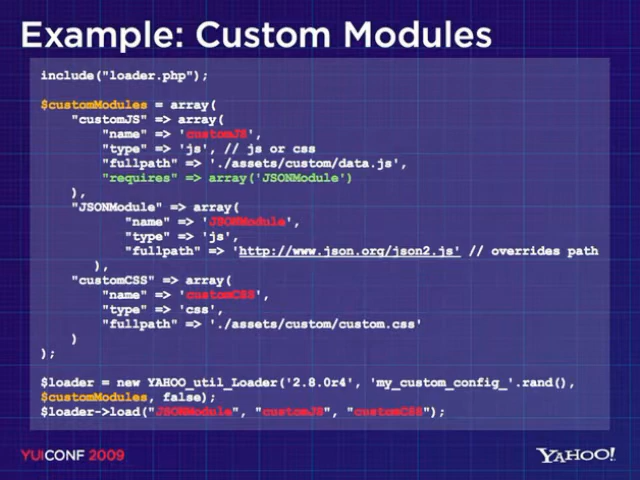 Example: Custom Modules
include("loader.php");
$customModules = array(
"customJS" => array(
"name" => 'customJS',
"type" => 'js', // js or css
"fullpath" => './assets/custom/data.js',
"requires" => array('JSONModule')
),
"JSONModule" => array(
"name" => 'JSONModule',
"type" => 'js',
"fullpath" => 'http://www.json.org/json2.js' // overrides path
),
"customCSS" => array(
"name" => 'customCSS',
"type" => 'css',
"fullpath" => './assets/custom/custom.css'
)
);
$loader = new YAHOO_util_Loader('2.8.0r4', 'my_custom_config_'.rand(),
$customModules, false);
$loader->load("JSONModule", "customJS", "customCSS");
YUICONF 2009
YAHOO!